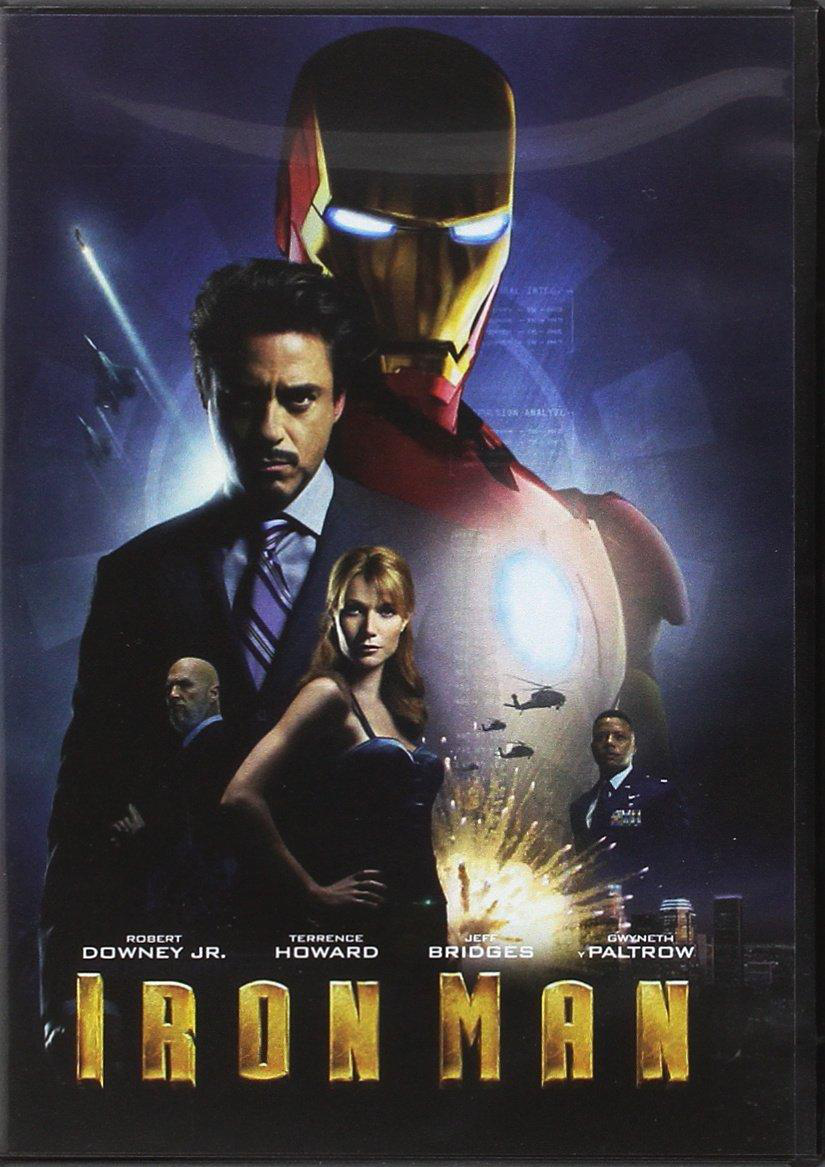 ROBERT
DOWNEY JR.
TERRENCE
HOWARD
JEFF
BRIDGES
GWYNETH
Y PALTROW
IRON MAN